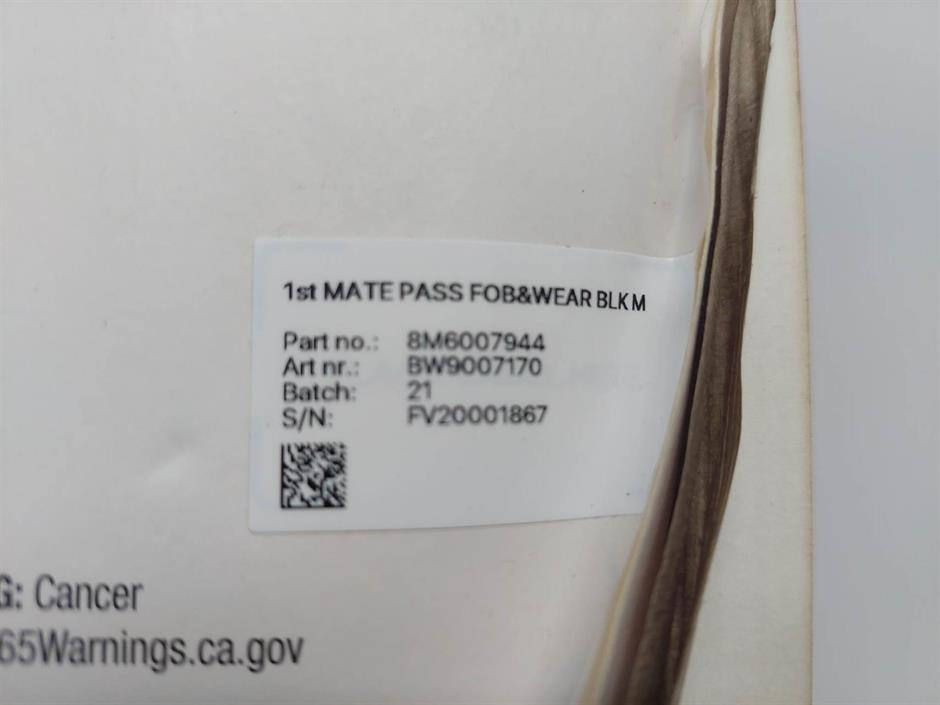 1st MATE PASS FOB&WEAR BLK M
Part no.: 8M6007944
Art nr.: BW9007170
Batch: 21
S/N: FV20001867
G: Cancer
65Warnings.ca.gov